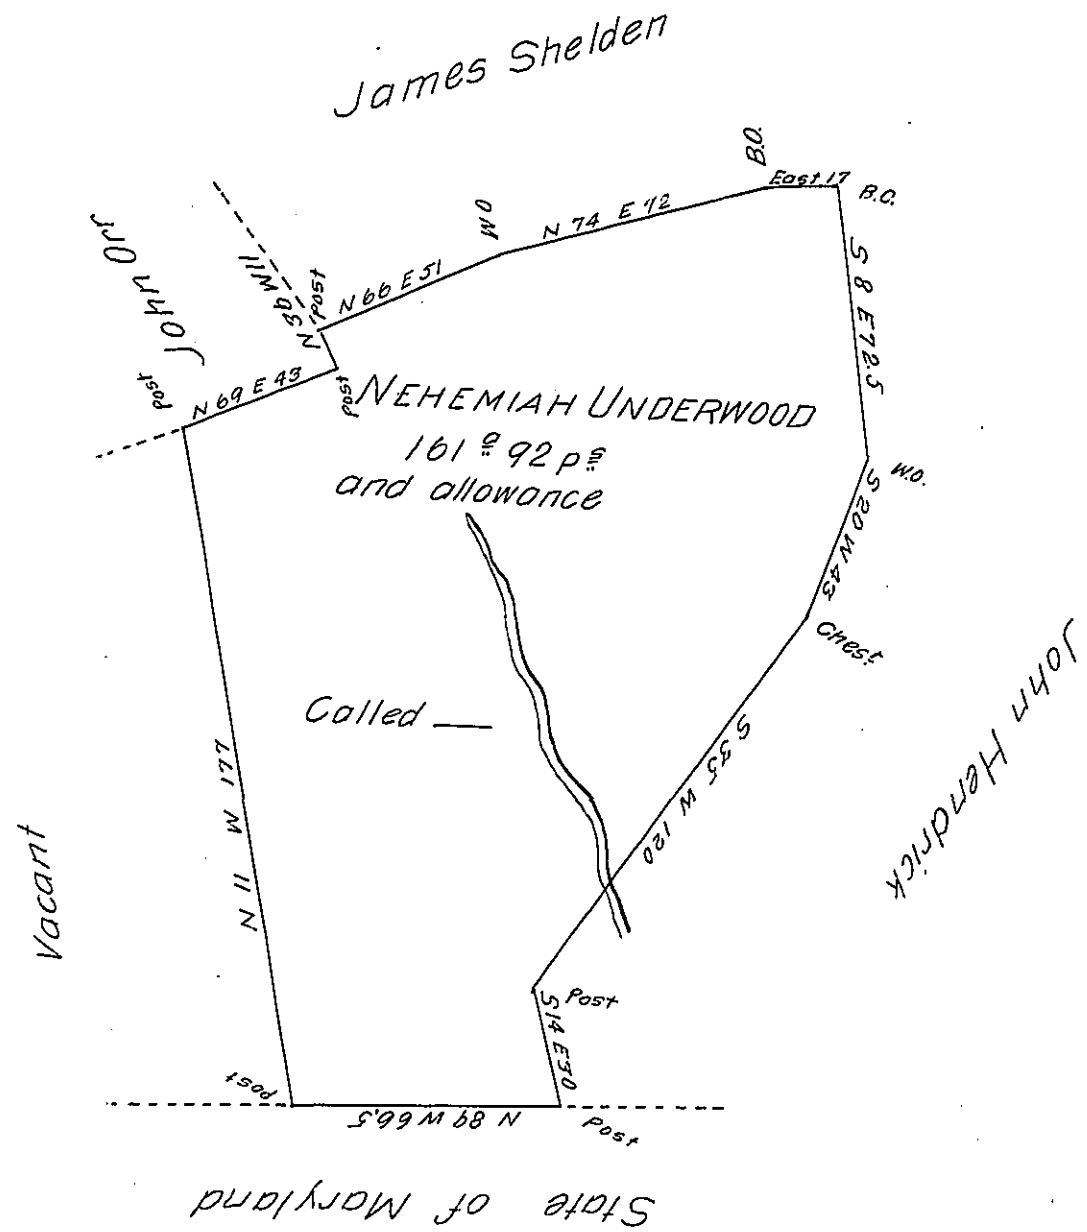 James Shelden
John Orr
N 36 W 11
Post
Post
N 69 E 43
Post
N 66 E 51
W O
N 74 E 72
B.O.
East 17
B.O.
S 8 E 72.5
W.O.
S 20 W 43
Chest
S 35 W 120
John Hendrick
Post
S 14 E 30
Post
N 89 W 66.5
Post
State of Maryland
N 11 W 177
Vacant
NEHEMIAH UNDERWOOD
161 a 92 ps
and allowance
Called